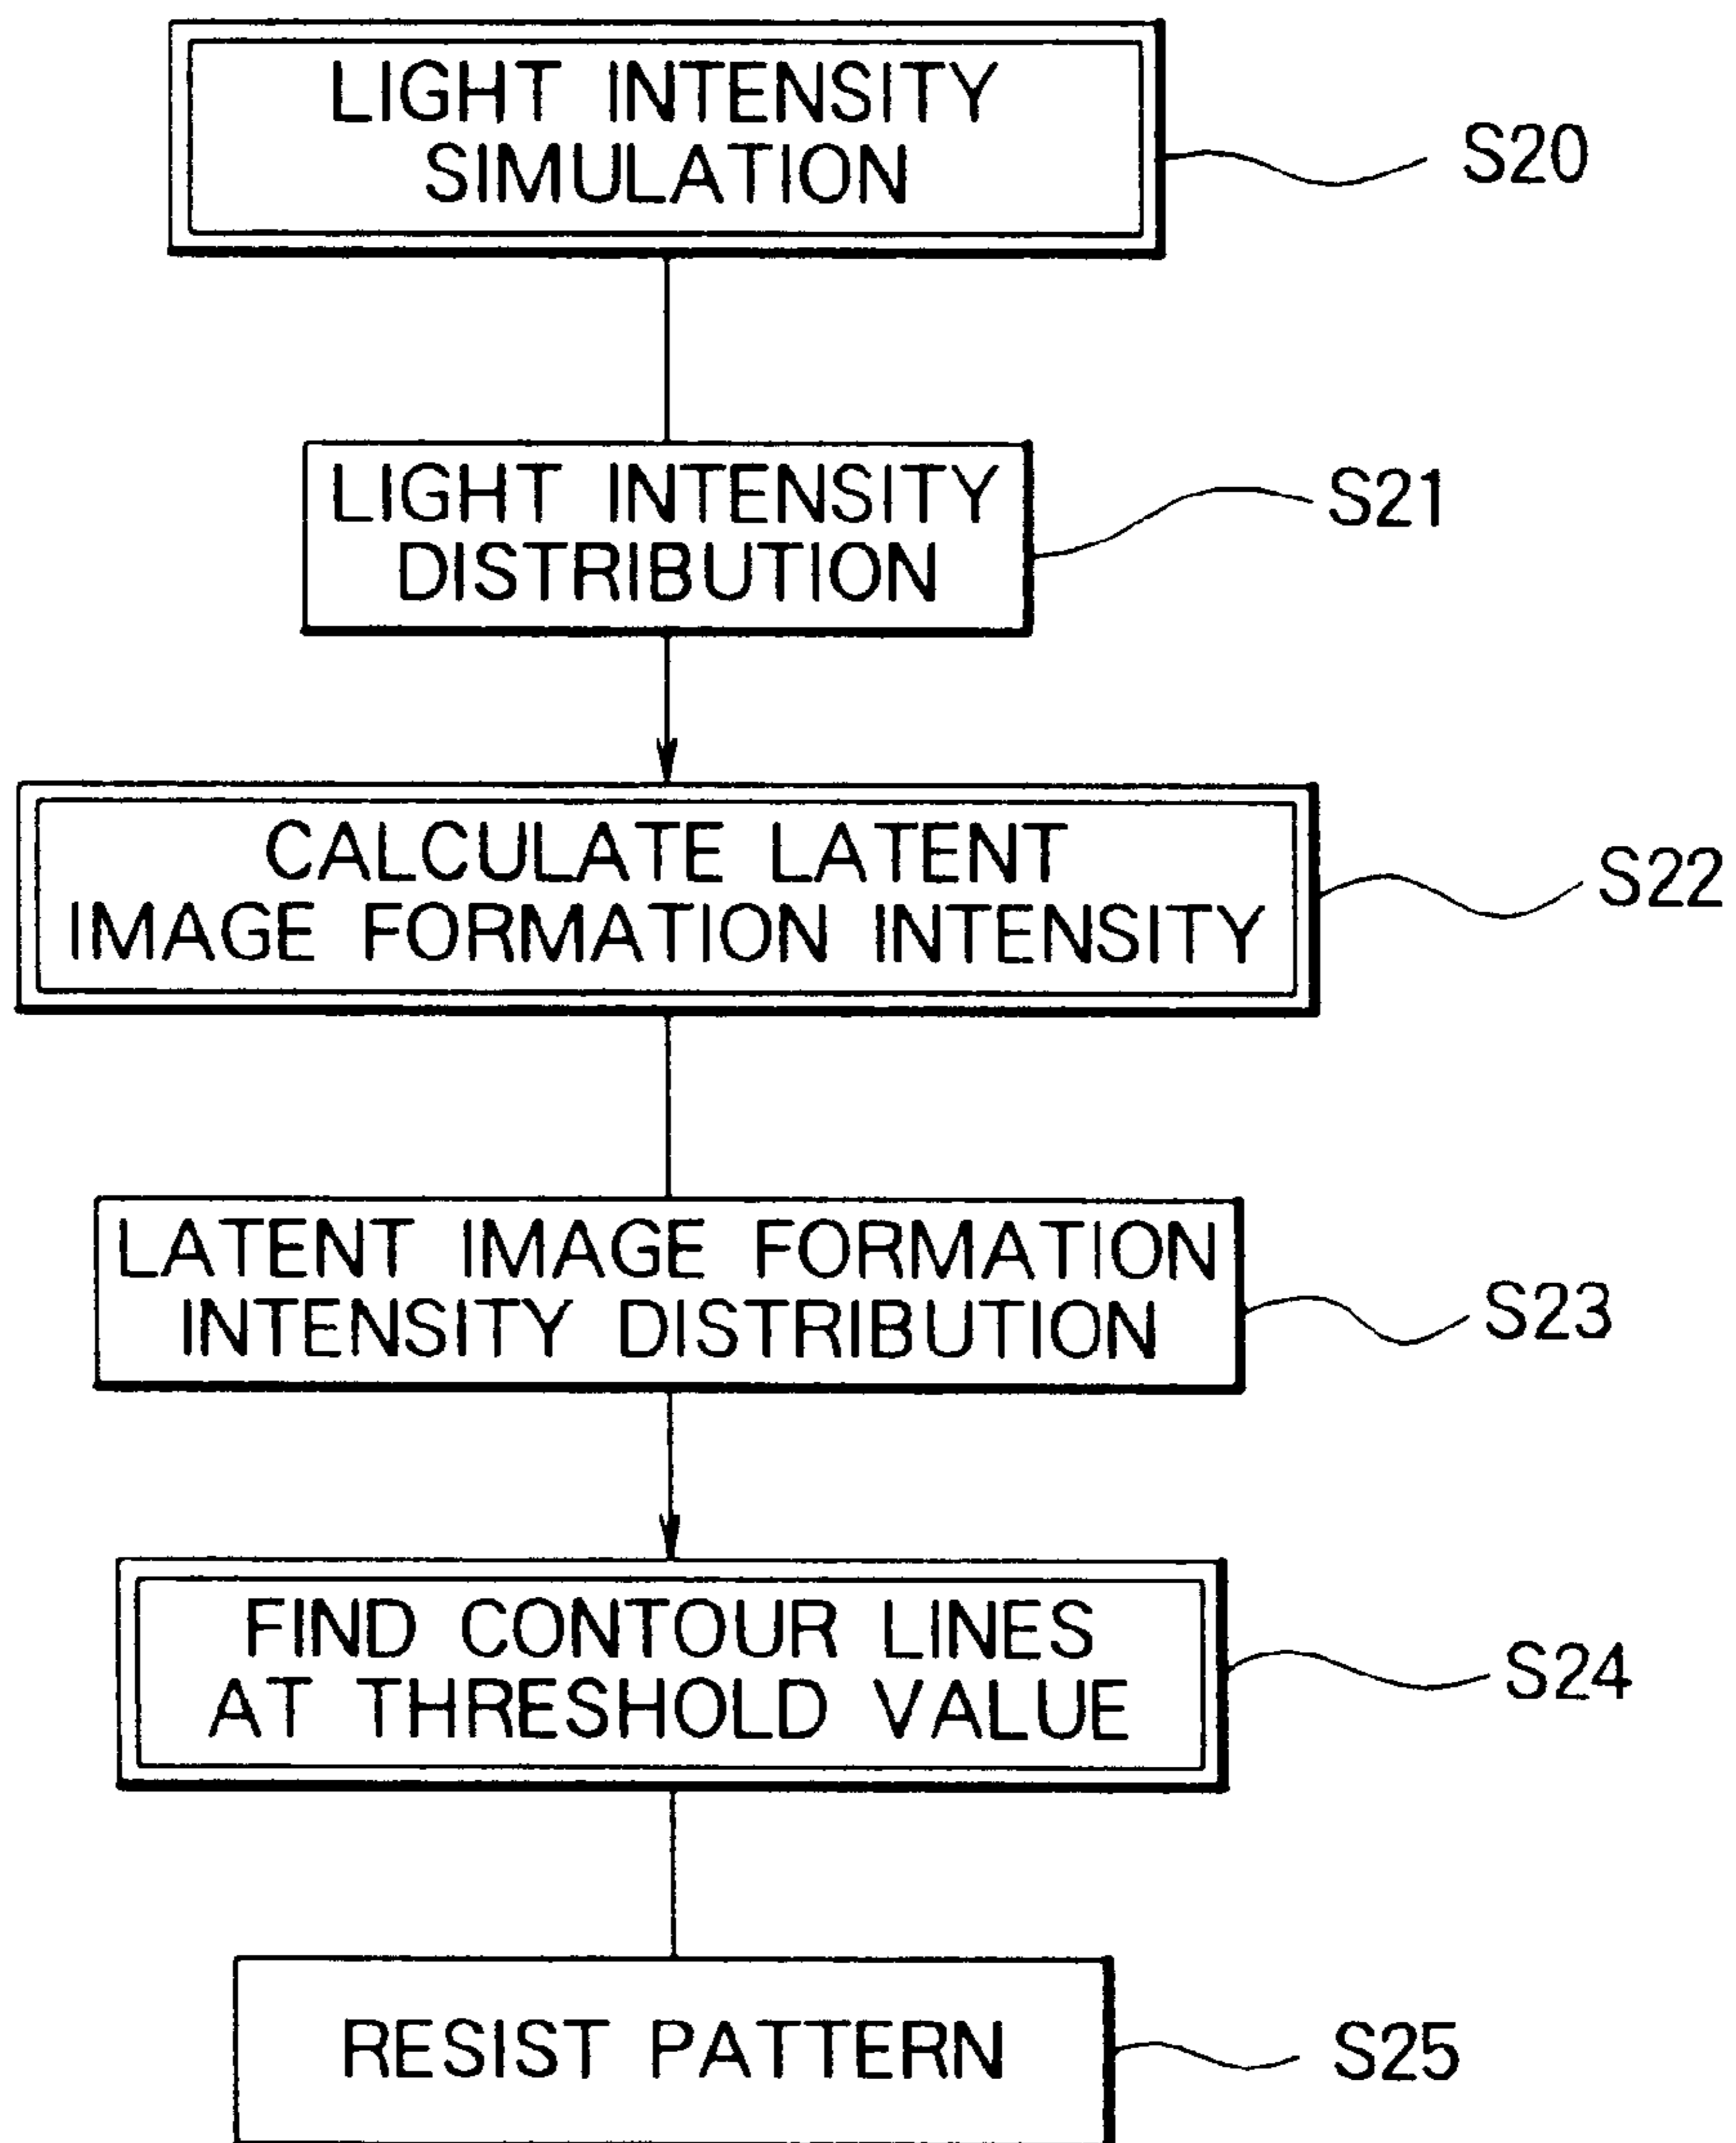 LIGHT INTENSITY
SIMULATION
S20
LIGHT INTENSITY
DISTRIBUTION
S21
CALCULATE LATENT
IMAGE FORMATION INTENSITY
S22
LATENT IMAGE FORMATION
INTENSITY DISTRIBUTION
S23
FIND CONTOUR LINES
AT THRESHOLD VALUE
S24
RESIST PATTERN
S25